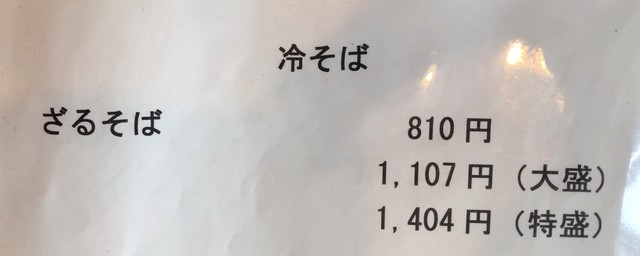 冷そば
ざるそば 810円
1,107円（大盛）
1,404円（特盛）